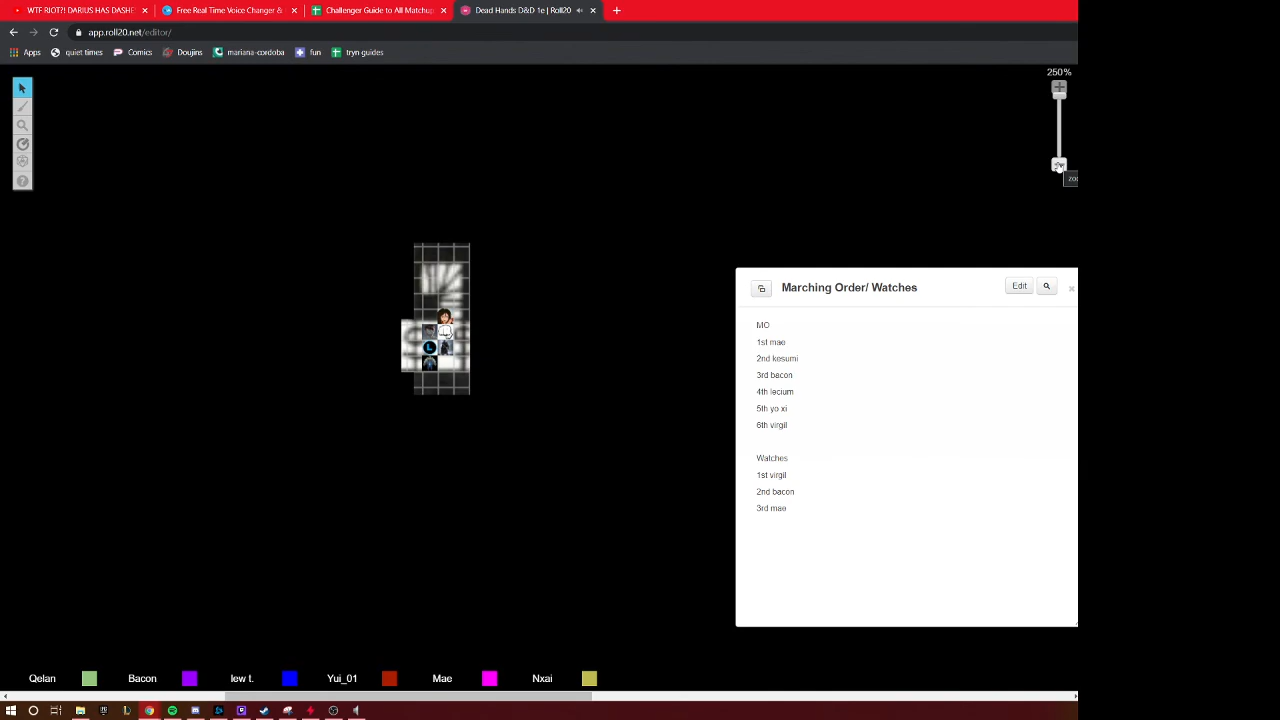 WTF RIOT?! DARIUS HAS DASHE
Free Real Time Voice Changer &
Challenger Guide to All Matchup
Dead Hands D&D 1e | Roll20
app.roll20.net/editor/
Apps
quiet times
Comics
Doujins
mariana-cordoba
fun
tryn guides
250%
zoo
Marching Order/ Watches
Edit
MO
1st mae
2nd kesumi
3rd bacon
4th lecium
5th yo xi
6th virgil
Watches
1st virgil
2nd bacon
3rd mae
L
Qelan
Bacon
lew t.
Yui_01
Mae
Nxai